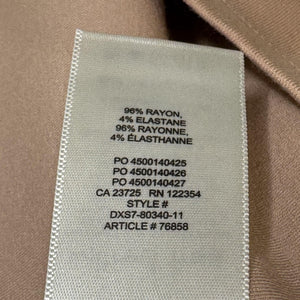 96% RAYON,
4% ELASTANE
96% RAYONNE,
4% ÉLASTHANNE
PO 4500140425
PO 4500140426
PO 4500140427
CA 23725 RN 122354
STYLE #
DXS7-80340-11
ARTICLE # 76858